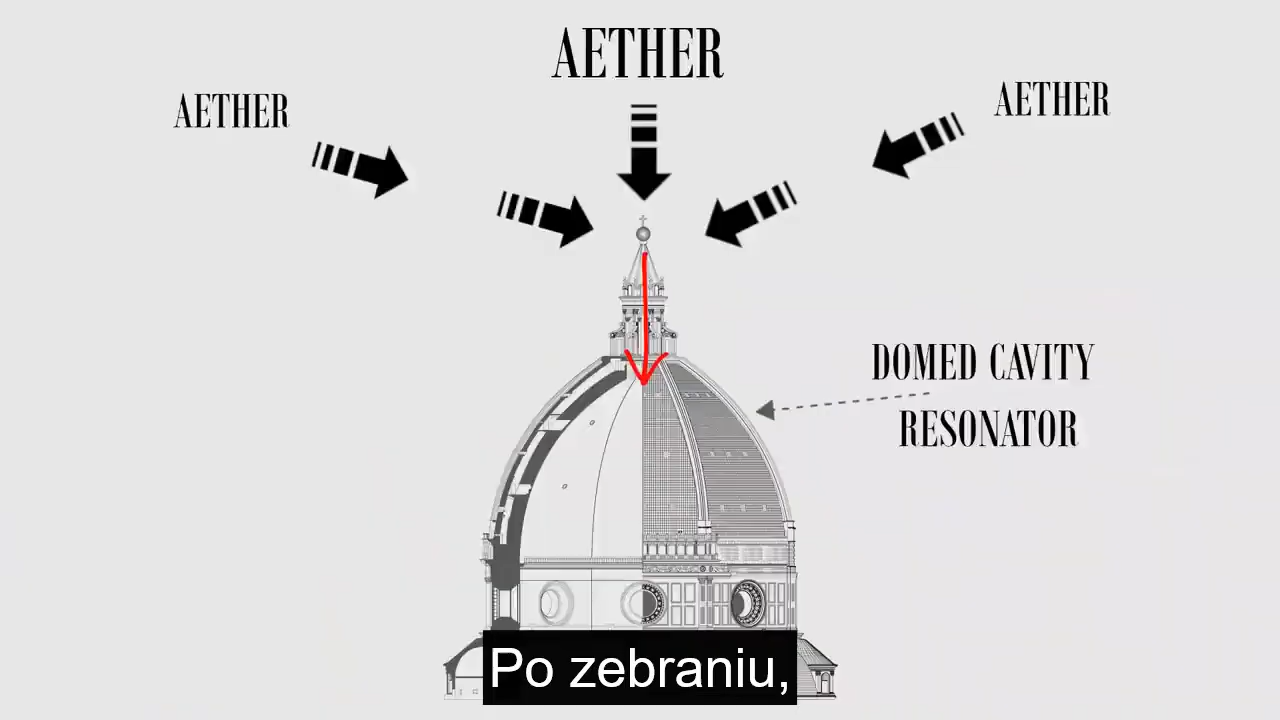 AETHER
AETHER
AETHER
DOMED CAVITY
RESONATOR
Po zebraniu,